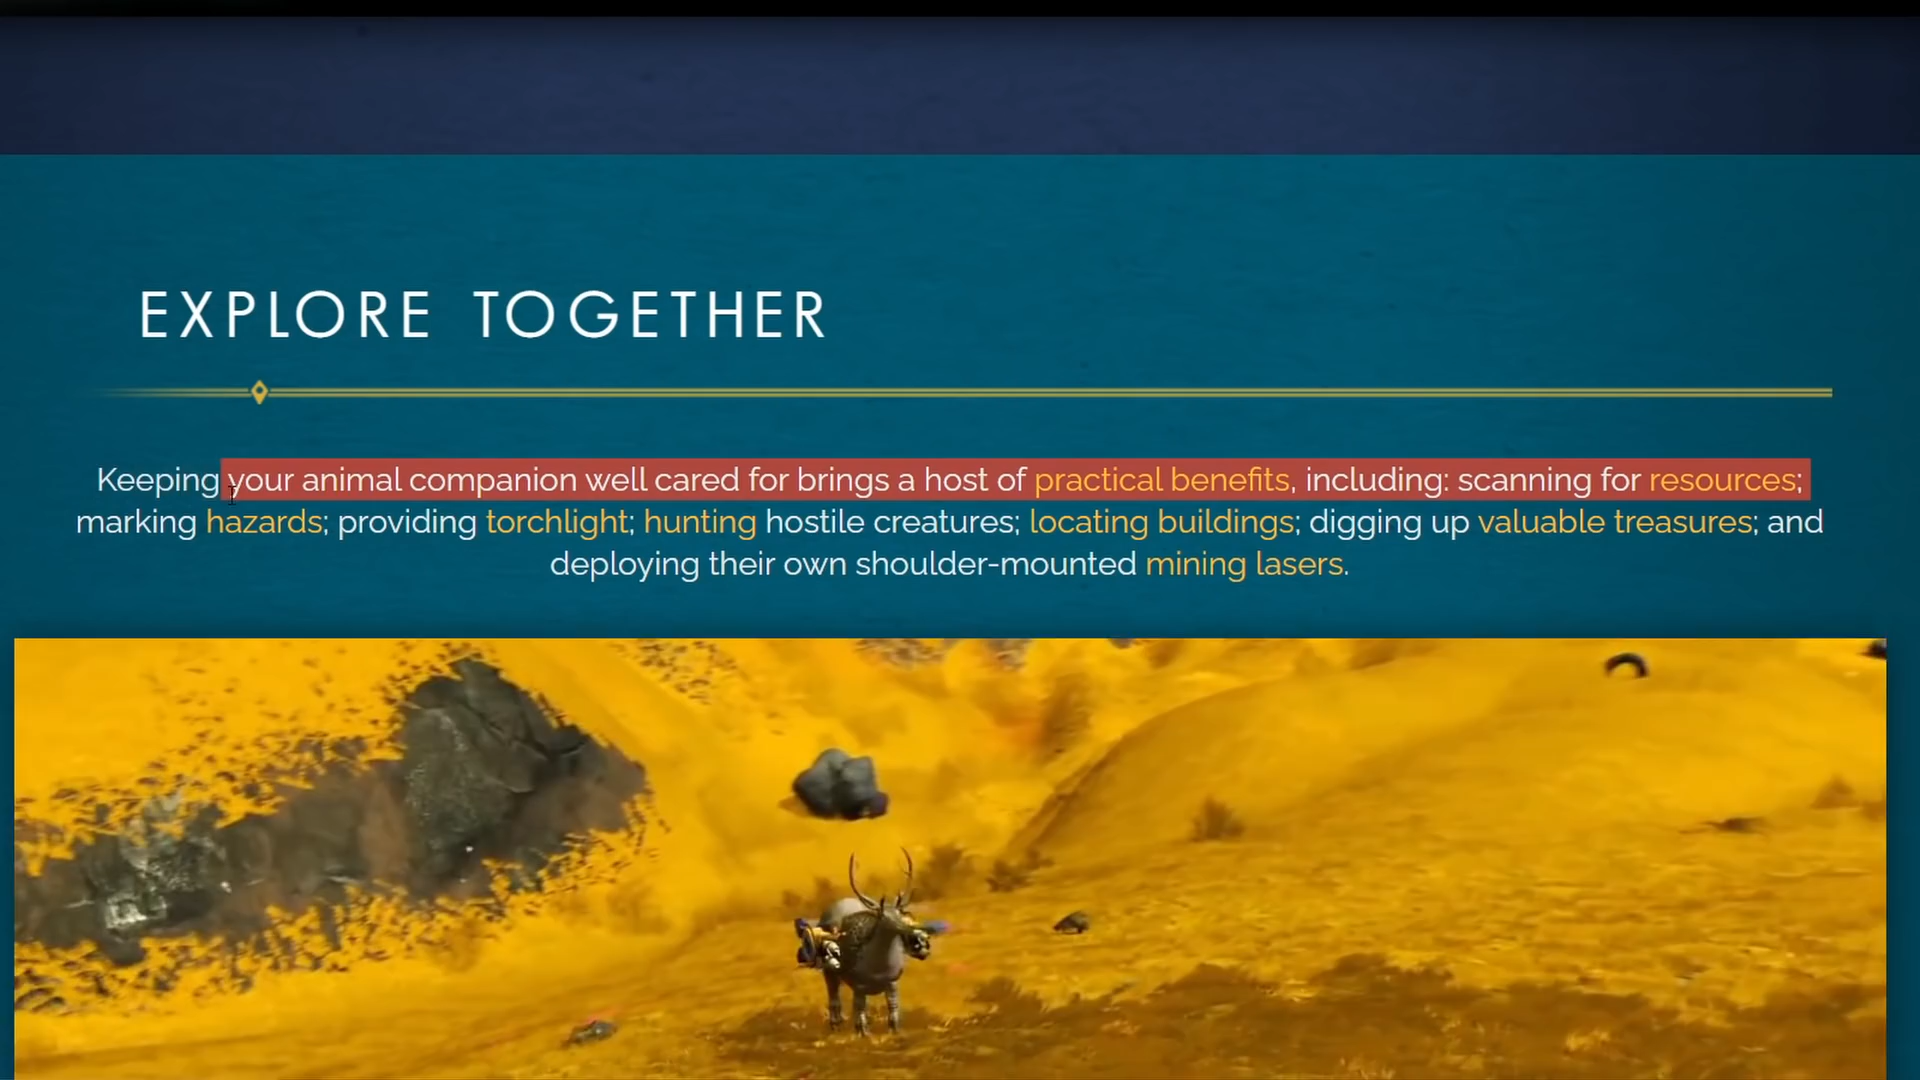 EXPLORE TOGETHER
Keeping your animal companion well cared for brings a host of practical benefits, including: scanning for resources;
marking hazards; providing torchlight; hunting hostile creatures; locating buildings; digging up valuable treasures; and
deploying their own shoulder-mounted mining lasers.